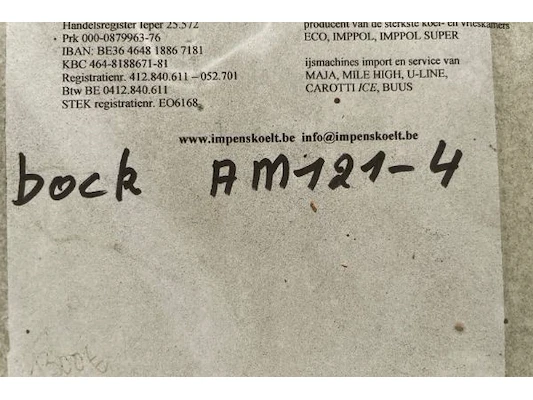 Handelsregister Ieper 25.572
Prk 000-0879963-76
IBAN: BE36 4648 1886 7181
KBC 464-8188671-81
Registratienr. 412.840.611 – 052.701
Btw BE 0412.840.611
STEK registratienr. EO6168
producent van de sterkste koel- en vrieskamers
ECO, IMPPOL, IMPPOL SUPER
ijsmachines import en service van
MAJA, MILE HIGH, U-LINE,
CAROTTI ICE, BUUS
www.impenskoelt.be info@impenskoelt.be
bock AM121-4